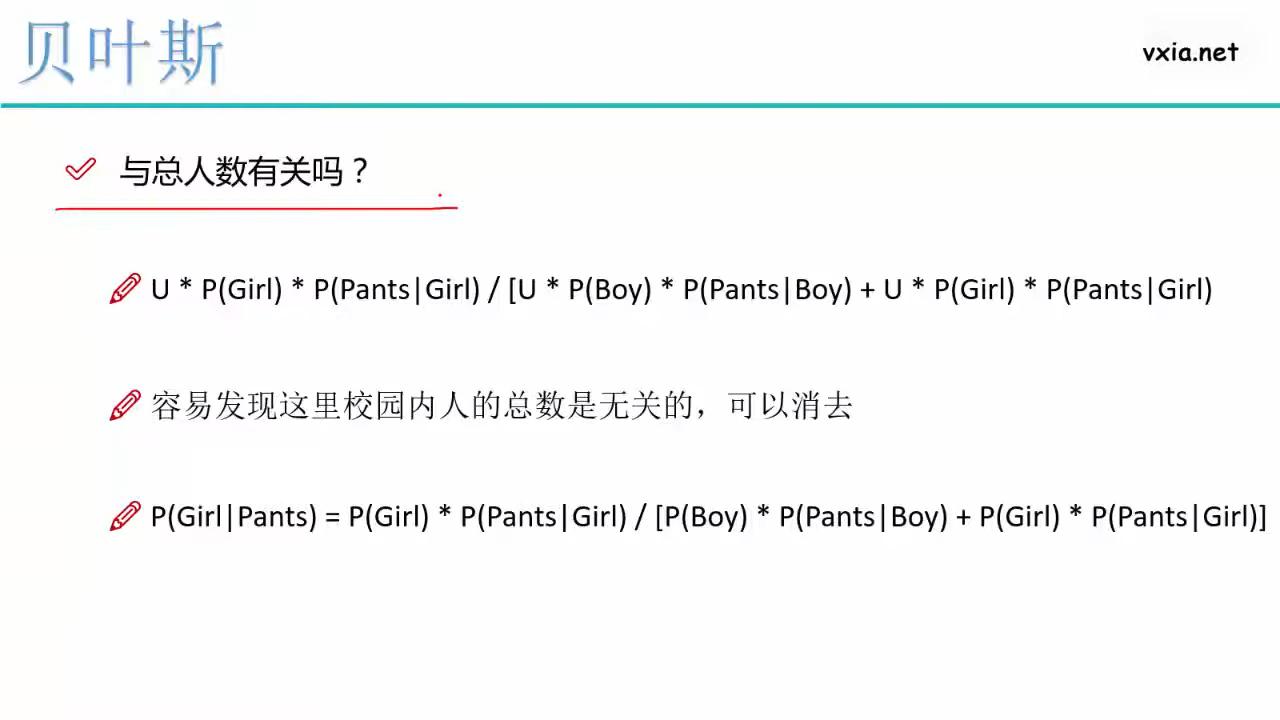 贝叶斯
vxia.net
与总人数有关吗？
U * P(Girl) * P(Pants|Girl) / [U * P(Boy) * P(Pants|Boy) + U * P(Girl) * P(Pants|Girl)
容易发现这里校园内人的总数是无关的，可以消去
P(Girl|Pants) = P(Girl) * P(Pants|Girl) / [P(Boy) * P(Pants|Boy) + P(Girl) * P(Pants|Girl)]